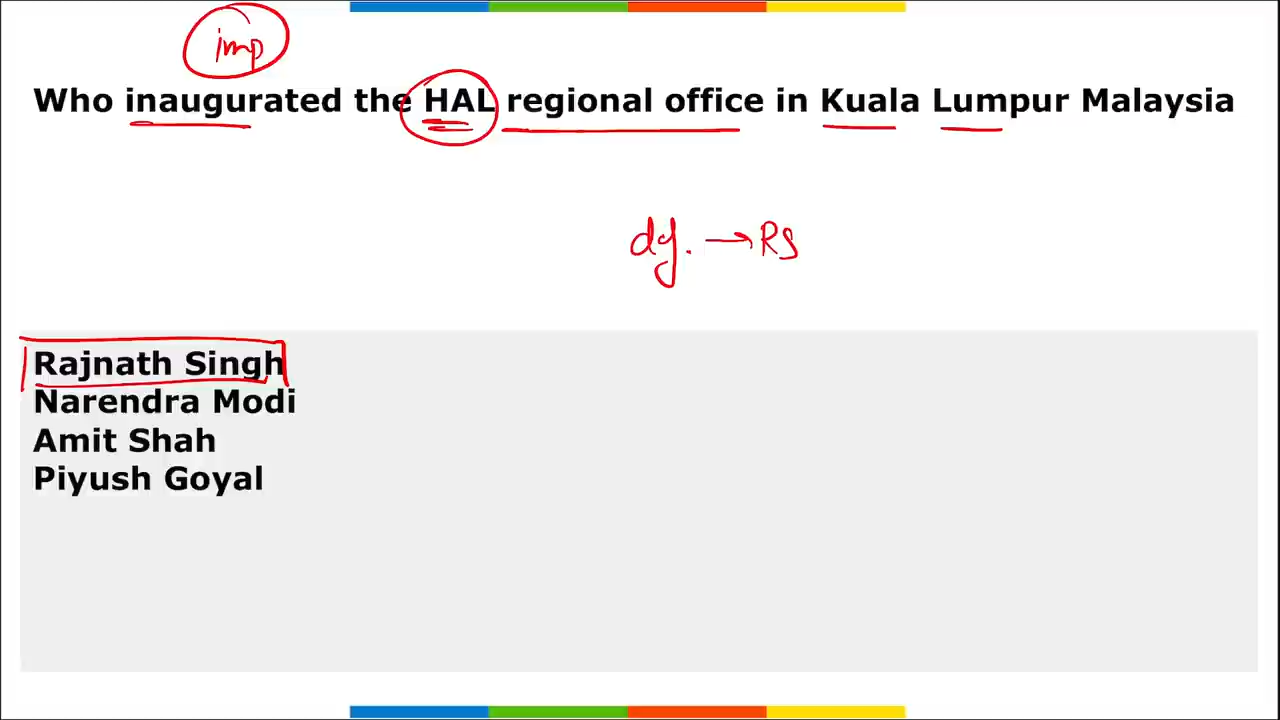 imp
Who inaugurated the HAL regional office in Kuala Lumpur Malaysia
→ RS
Rajnath Singh
Narendra Modi
Amit Shah
Piyush Goyal